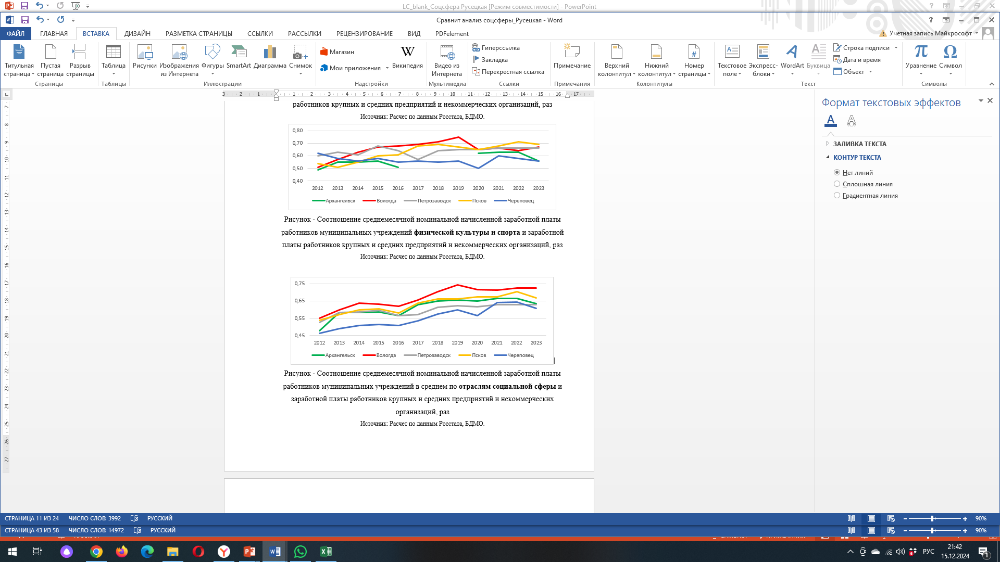 LC_blank_Соцсфера Русецкая [Режим совместимости] - PowerPoint
Сравнит анализ соцсферы_Русецкая - Word
ФАЙЛ ГЛАВНАЯ ВСТАВКА ДИЗАЙН РАЗМЕТКА СТРАНИЦЫ ССЫЛКИ РАССЫЛКИ РЕЦЕНЗИРОВАНИЕ ВИД PDFelement Учетная запись Майкрософт
Титульная страница Пустая страница Разрыв страницы
Страницы
Таблица
Таблицы
Рисунки Изображения из Интернета Фигуры SmartArt Диаграмма Снимок
Иллюстрации
Магазин
Мои приложения
Википедия
Надстройки
Видео из Интернета
Мультимедиа
Гиперссылка
Закладка
Перекрестная ссылка
Ссылки
Примечание
Примечания
Верхний колонтитул Нижний колонтитул Номер страницы
Колонтитулы
Текстовое поле Экспресс-блоки WordArt Буквица
Строка подписи
Дата и время
Объект
Текст
Уравнение Символ
Символы
3 2 1 1 2 3 4 5 6 7 8 9 10 11 12 13 14 15 16 17
7
8
9
10
11
12
13
14
15
16
17
18
19
20
21
22
23
24
25
26
27
работников крупных и средних предприятий и некоммерческих организаций, раз
Источник: Расчет по данным Росстата, БДМО.
0,80
0,70
0,60
0,50
0,40
2012 2013 2014 2015 2016 2017 2018 2019 2020 2021 2022 2023
Архангельск Вологда Петрозаводск Псков Череповец
Рисунок - Соотношение среднемесячной номинальной начисленной заработной платы
работников муниципальных учреждений физической культуры и спорта и заработной
платы работников крупных и средних предприятий и некоммерческих организаций, раз
Источник: Расчет по данным Росстата, БДМО.
0,75
0,65
0,55
0,45
2012 2013 2014 2015 2016 2017 2018 2019 2020 2021 2022 2023
Архангельск Вологда Петрозаводск Псков Череповец
Рисунок - Соотношение среднемесячной номинальной начисленной заработной платы
работников муниципальных учреждений в среднем по отраслям социальной сферы и
заработной платы работников крупных и средних предприятий и некоммерческих
организаций, раз
Источник: Расчет по данным Росстата, БДМО.
Формат текстовых эффектов
ЗАЛИВКА ТЕКСТА
КОНТУР ТЕКСТА
Нет линий
Сплошная линия
Градиентная линия
СТРАНИЦА 11 ИЗ 24 ЧИСЛО СЛОВ: 3992 РУССКИЙ 90%
СТРАНИЦА 43 ИЗ 58 ЧИСЛО СЛОВ: 14972 РУССКИЙ 90%
РУС
21:42
15.12.2024
1